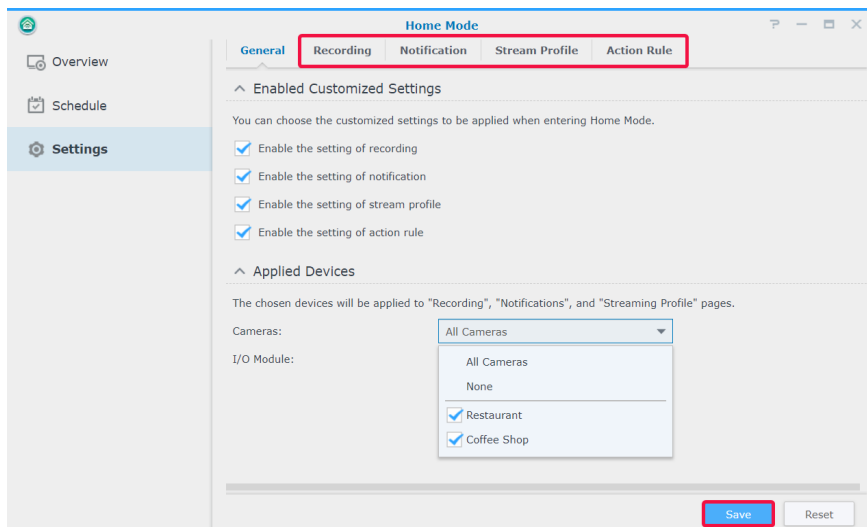 Home Mode
Overview
Schedule
Settings
General Recording Notification Stream Profile Action Rule
Enabled Customized Settings
You can choose the customized settings to be applied when entering Home Mode.
Enable the setting of recording
Enable the setting of notification
Enable the setting of stream profile
Enable the setting of action rule
Applied Devices
The chosen devices will be applied to "Recording", "Notifications", and "Streaming Profile" pages.
Cameras: All Cameras
I/O Module:
All Cameras
None
Restaurant
Coffee Shop
Save Reset